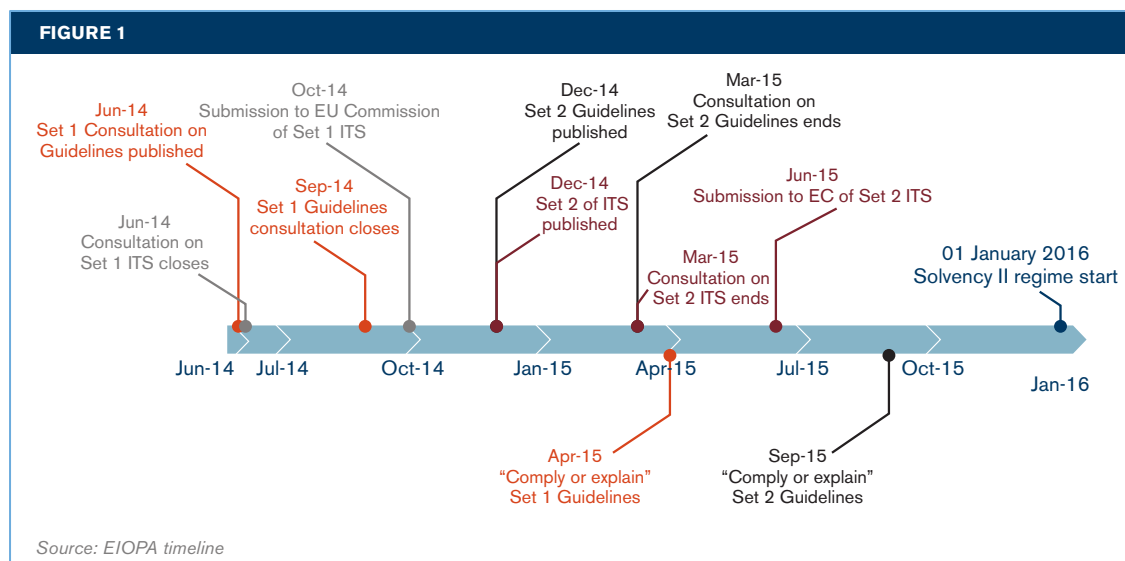 FIGURE 1
Jun-14
Set 1 Consultation on
Guidelines published
Jun-14
Consultation on
Set 1 ITS closes
Oct-14
Submission to EU Commission
of Set 1 ITS
Sep-14
Set 1 Guidelines
consultation closes
Dec-14
Set 2 Guidelines
published
Dec-14
Set 2 of ITS
published
Mar-15
Consultation on
Set 2 Guidelines ends
Mar-15
Consultation on
Set 2 ITS ends
Jun-15
Submission to EC of Set 2 ITS
01 January 2016
Solvency II regime start
Jun-14
Jul-14
Oct-14
Jan-15
Apr-15
Jul-15
Oct-15
Jan-16
Apr-15
“Comply or explain”
Set 1 Guidelines
Sep-15
“Comply or explain”
Set 2 Guidelines
Source: EIOPA timeline